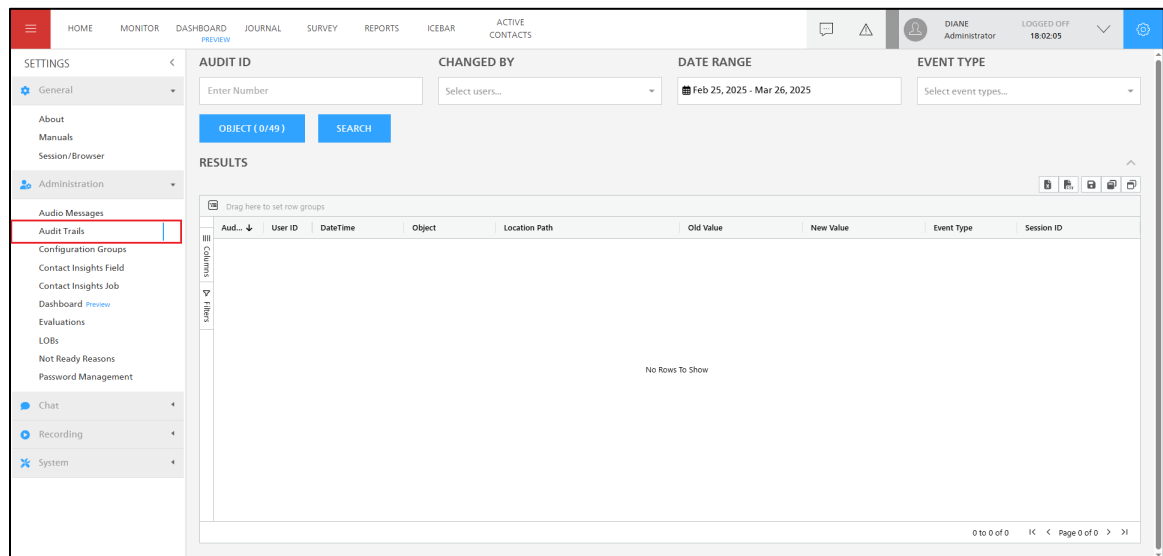 HOME
MONITOR
DASHBOARD
PREVIEW
JOURNAL
SURVEY
REPORTS
ICEBAR
ACTIVE
CONTACTS
DIANE
Administrator
LOGGED OFF
18:02:05
SETTINGS
General
About
Manuals
Session/Browser
Administration
Audio Messages
Audit Trails
Configuration Groups
Contact Insights Field
Contact Insights Job
Dashboard Preview
Evaluations
LOBs
Not Ready Reasons
Password Management
Chat
Recording
System
AUDIT ID
Enter Number
CHANGED BY
Select users...
DATE RANGE
Feb 25, 2025 - Mar 26, 2025
EVENT TYPE
Select event types...
OBJECT ( 0/49 )
SEARCH
RESULTS
Drag here to set row groups
Columns
Filters
Aud...
User ID
DateTime
Object
Location Path
Old Value
New Value
Event Type
Session ID
No Rows To Show
0 to 0 of 0
Page 0 of 0